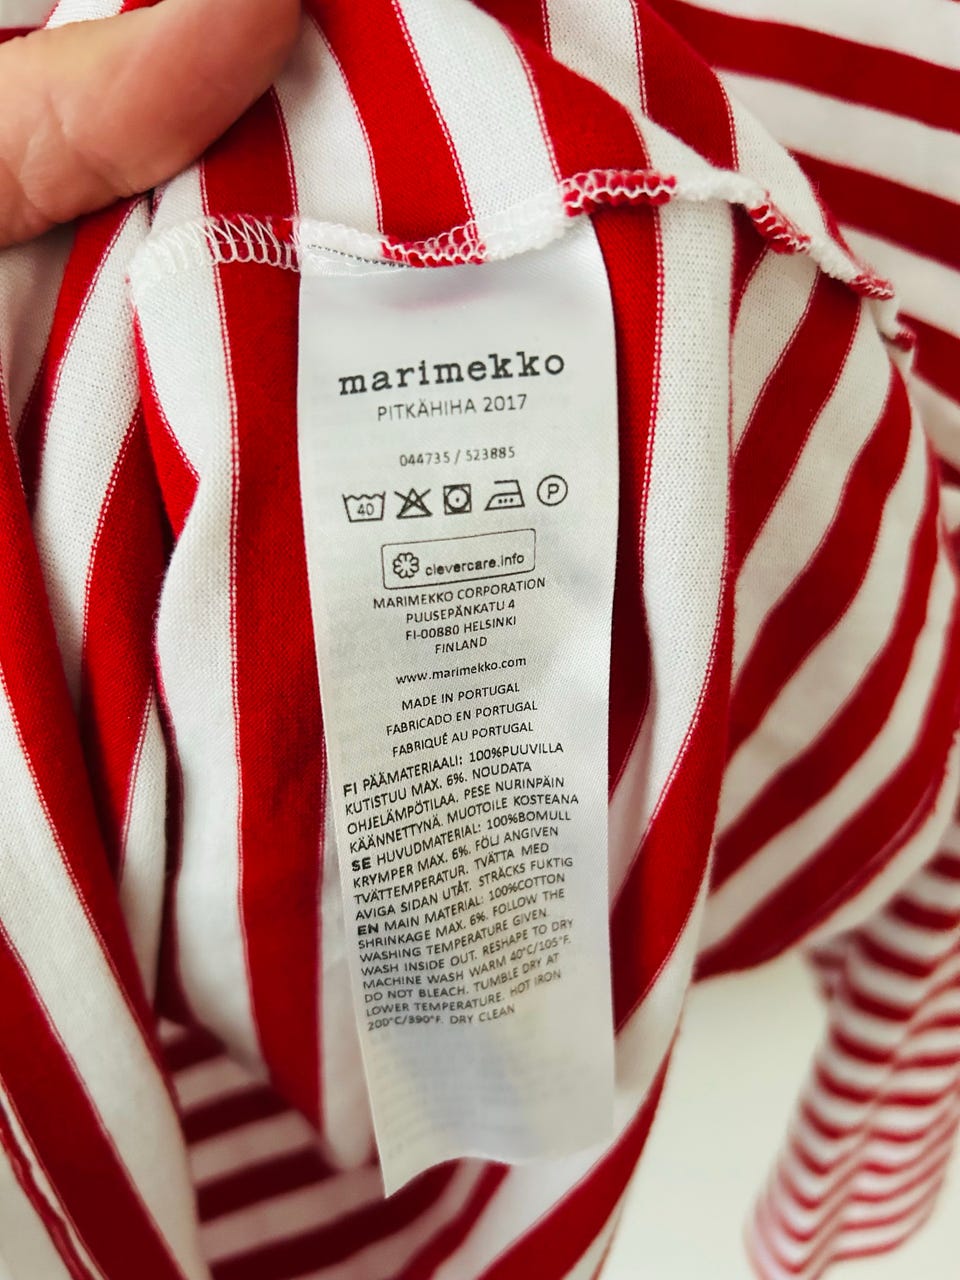 marimekko
PITKÄHIHA 2017
044735 / 523885
40 P
clevercare.info
MARIMEKKO CORPORATION
PUUSEPÄNKATU 4
FI-00880 HELSINKI
FINLAND
www.marimekko.com
MADE IN PORTUGAL
FABRICADO EN PORTUGAL
FABRIQUÉ AU PORTUGAL
FI PÄÄMATERIAALI: 100%PUUVILLA
KUTISTUU MAX. 6%. NOUDATA
OHJELÄMPÖTILAA. PESE NURINPÄIN
KÄÄNNETTYNÄ. MUOTOILE KOSTEANA
SE HUVUDMATERIAL: 100%BOMULL
KRYMPER MAX. 6%. FÖLJ ANGIVEN
TVÄTTEMPERATUR. TVÄTTA MED
AVIGA SIDAN UTÅT. STRÄCKS FUKTIG
EN MAIN MATERIAL: 100%COTTON
SHRINKAGE MAX. 6%. FOLLOW THE
WASHING TEMPERATURE GIVEN.
WASH INSIDE OUT. RESHAPE TO DRY
MACHINE WASH WARM 40°C/105°F.
DO NOT BLEACH. TUMBLE DRY AT
LOWER TEMPERATURE. HOT IRON
200°C/390°F. DRY CLEAN